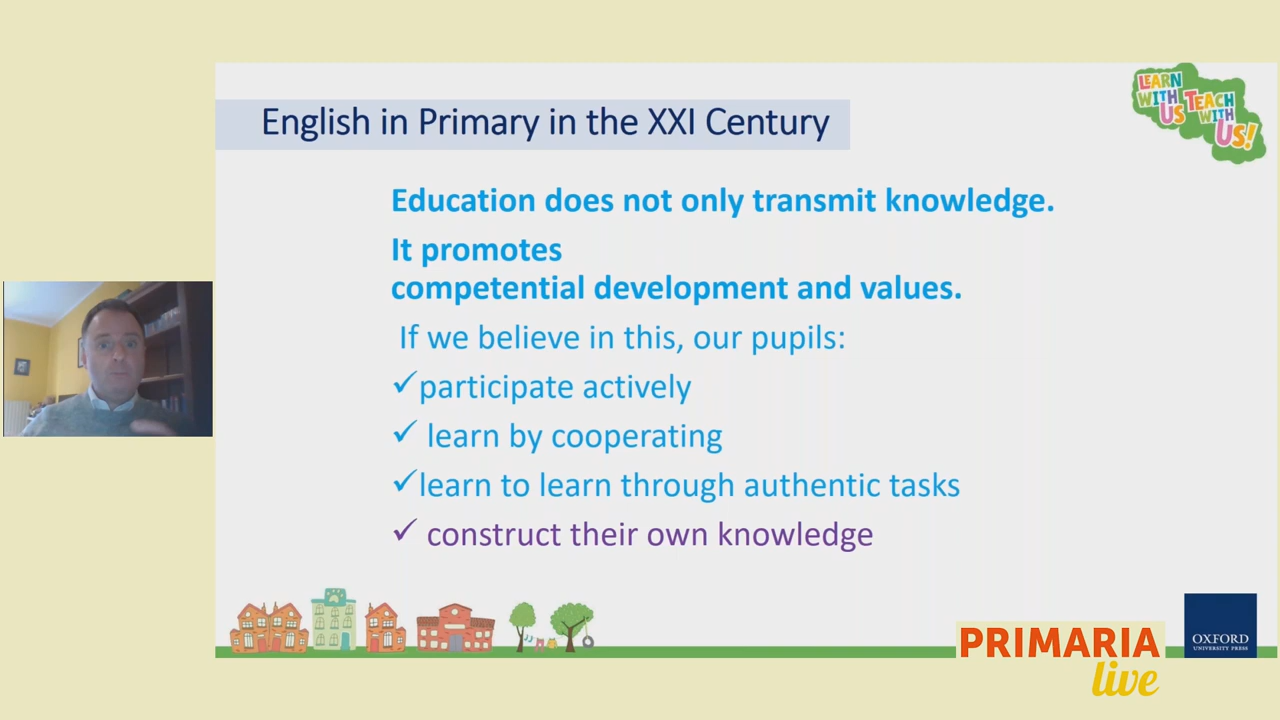 English in Primary in the XXI Century
LEARN
WITH
US TEACH
WITH
US!
Education does not only transmit knowledge.
It promotes
competential development and values.
If we believe in this, our pupils:
✓participate actively
✓ learn by cooperating
✓learn to learn through authentic tasks
✓ construct their own knowledge
PRIMARIA
live
OXFORD
UNIVERSITY PRESS